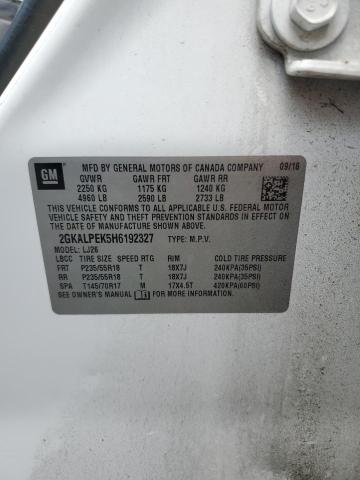 GM
MFD BY GENERAL MOTORS OF CANADA COMPANY 09/16
GVWR GAWR FRT GAWR RR
2250 KG 1175 KG 1240 KG
4960 LB 2590 LB 2733 LB
THIS VEHICLE CONFORMS TO ALL APPLICABLE U.S. FEDERAL MOTOR
VEHICLE SAFETY AND THEFT PREVENTION STANDARDS IN EFFECT
ON THE DATE OF MANUFACTURE SHOWN ABOVE.
2GKALPEK5H6192327 TYPE: M.P.V.
MODEL: LJ26
LBCC TIRE SIZE SPEED RTG RIM COLD TIRE PRESSURE
FRT P235/55R18 T 18X7J 240KPA(35PSI)
RR P235/55R18 T 18X7J 240KPA(35PSI)
SPA T145/70R17 M 17X4.5T 420KPA(60PSI)
SEE OWNER'S MANUAL FOR MORE INFORMATION.